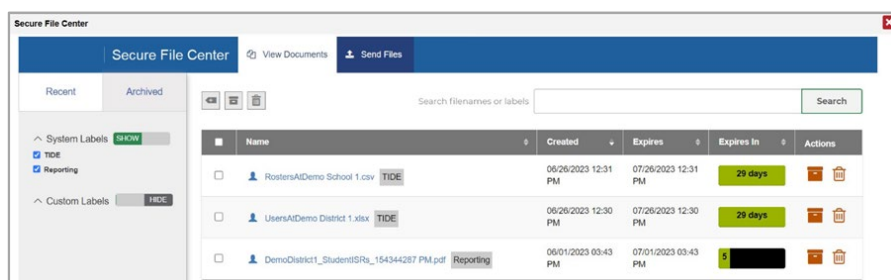 Secure File Center
Secure File Center
View Documents
Send Files
Recent
Archived
Search filenames or labels
Search
System Labels SHOW
TIDE
Reporting
Custom Labels HIDE
Name Created Expires Expires In Actions
RostersAtDemo School 1.csv TIDE 06/26/2023 12:31 PM 07/26/2023 12:31 PM 29 days
UsersAtDemo District 1.xlsx TIDE 06/26/2023 12:30 PM 07/26/2023 12:30 PM 29 days
DemoDistrict1_StudentISRs_154344287 PM.pdf Reporting 06/01/2023 03:43 PM 07/01/2023 03:43 PM 5